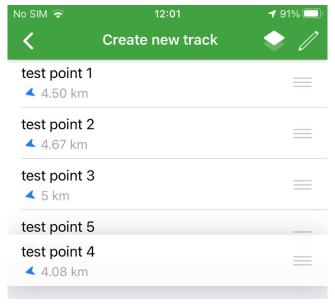 No SIM 12:01 91%
Create new track
test point 1
4.50 km
test point 2
4.67 km
test point 3
5 km
test point 5
test point 4
4.08 km